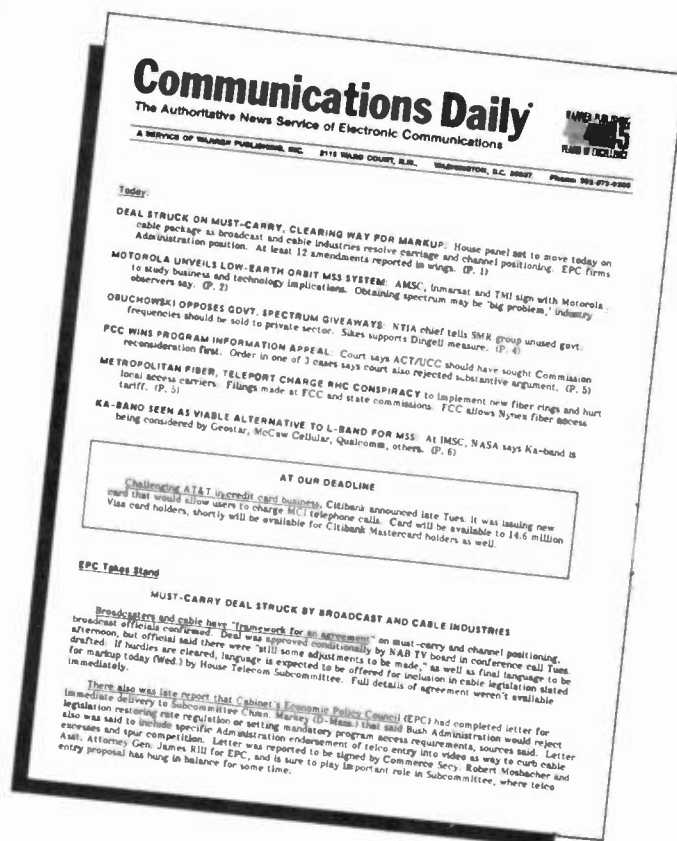 Communications Daily
The Authoritative News Service of Electronic Communications
WARREN PUBLISHING
45
YEARS OF EXCELLENCE
A SERVICE OF WARREN PUBLISHING, INC. 2115 WARD COURT, N.W., WASHINGTON, D.C. 20037. Phone: 202-872-9200
Today:
DEAL STRUCK ON MUST-CARRY, CLEARING WAY FOR MARKUP: House panel set to move today on
cable package as broadcast and cable industries resolve carriage and channel positioning. EPC firms
Administration position. At least 12 amendments reported in wings. (P. 1)
MOTOROLA UNVEILS LOW-EARTH ORBIT MSS SYSTEM: AMSC, Inmarsat and TMI sign with Motorola
to study business and technology implications. Obtaining spectrum may be 'big problem,' industry
observers say. (P. 2)
OBUCHOWSKI OPPOSES GOVT. SPECTRUM GIVEAWAYS: NTIA chief tells SMR group unused govt.
frequencies should be sold to private sector. Sikes supports Dingell measure. (P. 4)
FCC WINS PROGRAM INFORMATION APPEAL: Court says ACT/UCC should have sought Commission
reconsideration first. Order in one of 3 cases says court also rejected substantive argument. (P. 5)
METROPOLITAN FIBER, TELEPORT CHARGE RHC CONSPIRACY to implement new fiber rings and hurt
local access carriers. Filings made at FCC and state commissions. FCC allows Nynex fiber access
tariff. (P. 5)
KA-BAND SEEN AS VIABLE ALTERNATIVE TO L-BAND FOR MSS: At IMSC, NASA says Ka-band is
being considered by Geostar, McCaw Cellular, Qualcomm, others. (P. 6)
AT OUR DEADLINE
Challenging AT&T in credit card business, Citibank announced late Tues. it was issuing new
card that would allow users to charge MCI telephone calls. Card will be available to 14.6 million
Visa card holders, shortly will be available for Citibank Mastercard holders as well.
EPC Takes Stand
MUST-CARRY DEAL STRUCK BY BROADCAST AND CABLE INDUSTRIES
Broadcasters and cable have "framework for an agreement" on must-carry and channel positioning,
broadcast officials confirmed. Deal was approved conditionally by NAB TV board in conference call Tues.
afternoon, but official said there were "still some adjustments to be made," as well as final language to be
drafted. If hurdles are cleared, language is expected to be offered for inclusion in cable legislation slated
for markup today (Wed.) by House Telecom Subcommittee. Full details of agreement weren't available
immediately.
There also was late report that Cabinet's Economic Policy Council (EPC) had completed letter for
immediate delivery to Subcommittee Chmn. Markey (D-Mass.) that said Bush Administration would reject
legislation restoring rate regulation or setting mandatory program access requirements, sources said. Letter
also was said to include specific Administration endorsement of telco entry into video as way to curb cable
excesses and spur competition. Letter was reported to be signed by Commerce Secy. Robert Mosbacher and
Asst. Attorney Gen. James Rill for EPC, and is sure to play important role in Subcommittee, where telco
entry proposal has hung in balance for some time.